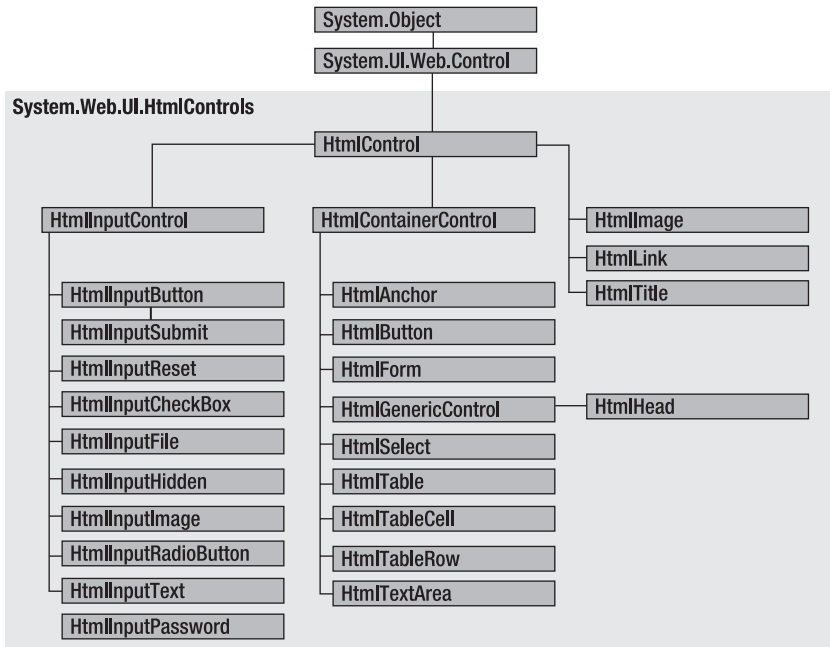 System.Object
System.UI.Web.Control
System.Web.UI.HtmlControls
HtmlControl
HtmlInputControl
HtmlInputButton
HtmlInputSubmit
HtmlInputReset
HtmlInputCheckBox
HtmlInputFile
HtmlInputHidden
HtmlInputImage
HtmlInputRadioButton
HtmlInputText
HtmlInputPassword
HtmlContainerControl
HtmlAnchor
HtmlButton
HtmlForm
HtmlGenericControl
HtmlHead
HtmlSelect
HtmlTable
HtmlTableCell
HtmlTableRow
HtmlTextArea
HtmlImage
HtmlLink
HtmlTitle